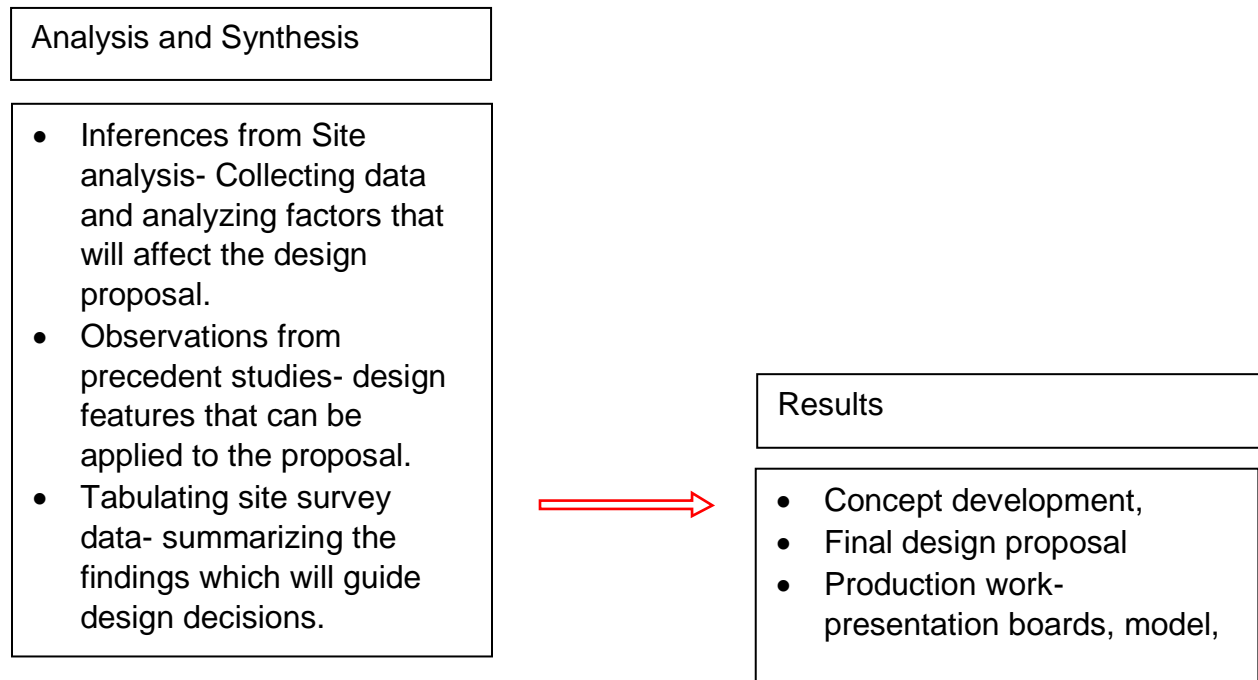 Analysis and Synthesis
• Inferences from Site
analysis- Collecting data
and analyzing factors that
will affect the design
proposal.
• Observations from
precedent studies- design
features that can be
applied to the proposal.
• Tabulating site survey
data- summarizing the
findings which will guide
design decisions.
Results
• Concept development,
• Final design proposal
• Production work-
presentation boards, model,